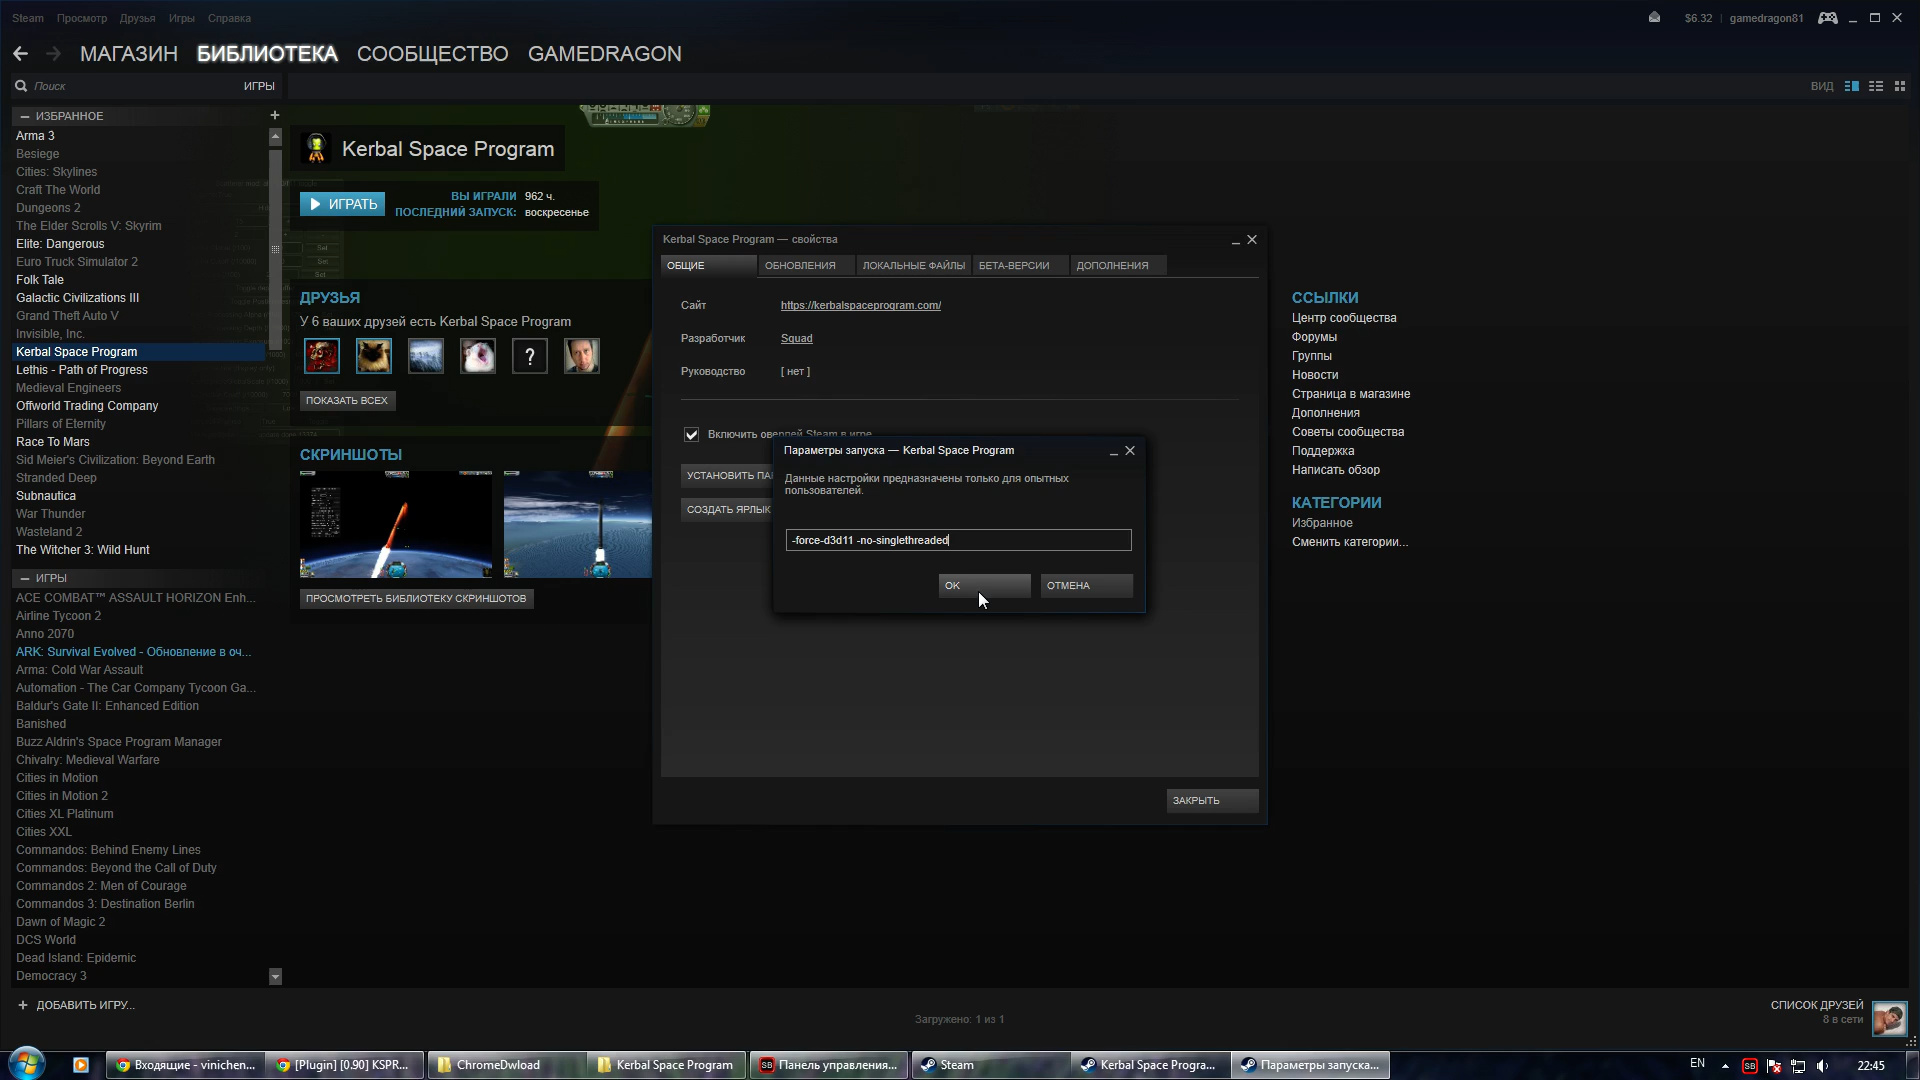 Steam Просмотр Друзья Игры Справка
$6.32 gamedragon81
МАГАЗИН БИБЛИОТЕКА СООБЩЕСТВО GAMEDRAGON
Поиск ИГРЫ ВИД
ИЗБРАННОЕ
Arma 3
Besiege
Cities: Skylines
Craft The World
Dungeons 2
The Elder Scrolls V: Skyrim
Elite: Dangerous
Euro Truck Simulator 2
Folk Tale
Galactic Civilizations III
Grand Theft Auto V
Invisible, Inc.
Kerbal Space Program
Lethis - Path of Progress
Medieval Engineers
Offworld Trading Company
Pillars of Eternity
Race To Mars
Sid Meier's Civilization: Beyond Earth
Stranded Deep
Subnautica
War Thunder
Wasteland 2
The Witcher 3: Wild Hunt
ИГРЫ
ACE COMBAT™ ASSAULT HORIZON Enh...
Airline Tycoon 2
Anno 2070
ARK: Survival Evolved - Обновление в оч...
Arma: Cold War Assault
Automation - The Car Company Tycoon Ga...
Baldur's Gate II: Enhanced Edition
Banished
Buzz Aldrin's Space Program Manager
Chivalry: Medieval Warfare
Cities in Motion
Cities in Motion 2
Cities XL Platinum
Cities XXL
Commandos: Behind Enemy Lines
Commandos: Beyond the Call of Duty
Commandos 2: Men of Courage
Commandos 3: Destination Berlin
Dawn of Magic 2
DCS World
Dead Island: Epidemic
Democracy 3
ДОБАВИТЬ ИГРУ...
Kerbal Space Program
ИГРАТЬ
ВЫ ИГРАЛИ 962 ч.
ПОСЛЕДНИЙ ЗАПУСК: воскресенье
ДРУЗЬЯ
У 6 ваших друзей есть Kerbal Space Program
?
ПОКАЗАТЬ ВСЕХ
СКРИНШОТЫ
ПРОСМОТРЕТЬ БИБЛИОТЕКУ СКРИНШОТОВ
Kerbal Space Program — свойства
ОБЩИЕ ОБНОВЛЕНИЯ ЛОКАЛЬНЫЕ ФАЙЛЫ БЕТА-ВЕРСИИ ДОПОЛНЕНИЯ
Сайт https://kerbalspaceprogram.com/
Разработчик Squad
Руководство [ нет ]
Включить оверлей Steam в игре
УСТАНОВИТЬ ПА
СОЗДАТЬ ЯРЛЫК
Параметры запуска — Kerbal Space Program
Данные настройки предназначены только для опытных
пользователей.
-force-d3d11 -no-singlethreaded
OK ОТМЕНА
ЗАКРЫТЬ
ССЫЛКИ
Центр сообщества
Форумы
Группы
Новости
Страница в магазине
Дополнения
Советы сообщества
Поддержка
Написать обзор
КАТЕГОРИИ
Избранное
Сменить категории...
Загружено: 1 из 1
СПИСОК ДРУЗЕЙ
8 в сети
Входящие - vinichen... [Plugin] [0.90] KSPR... ChromeDwload Kerbal Space Program Панель управления... Steam Kerbal Space Progra... Параметры запуска... EN SB 22:45